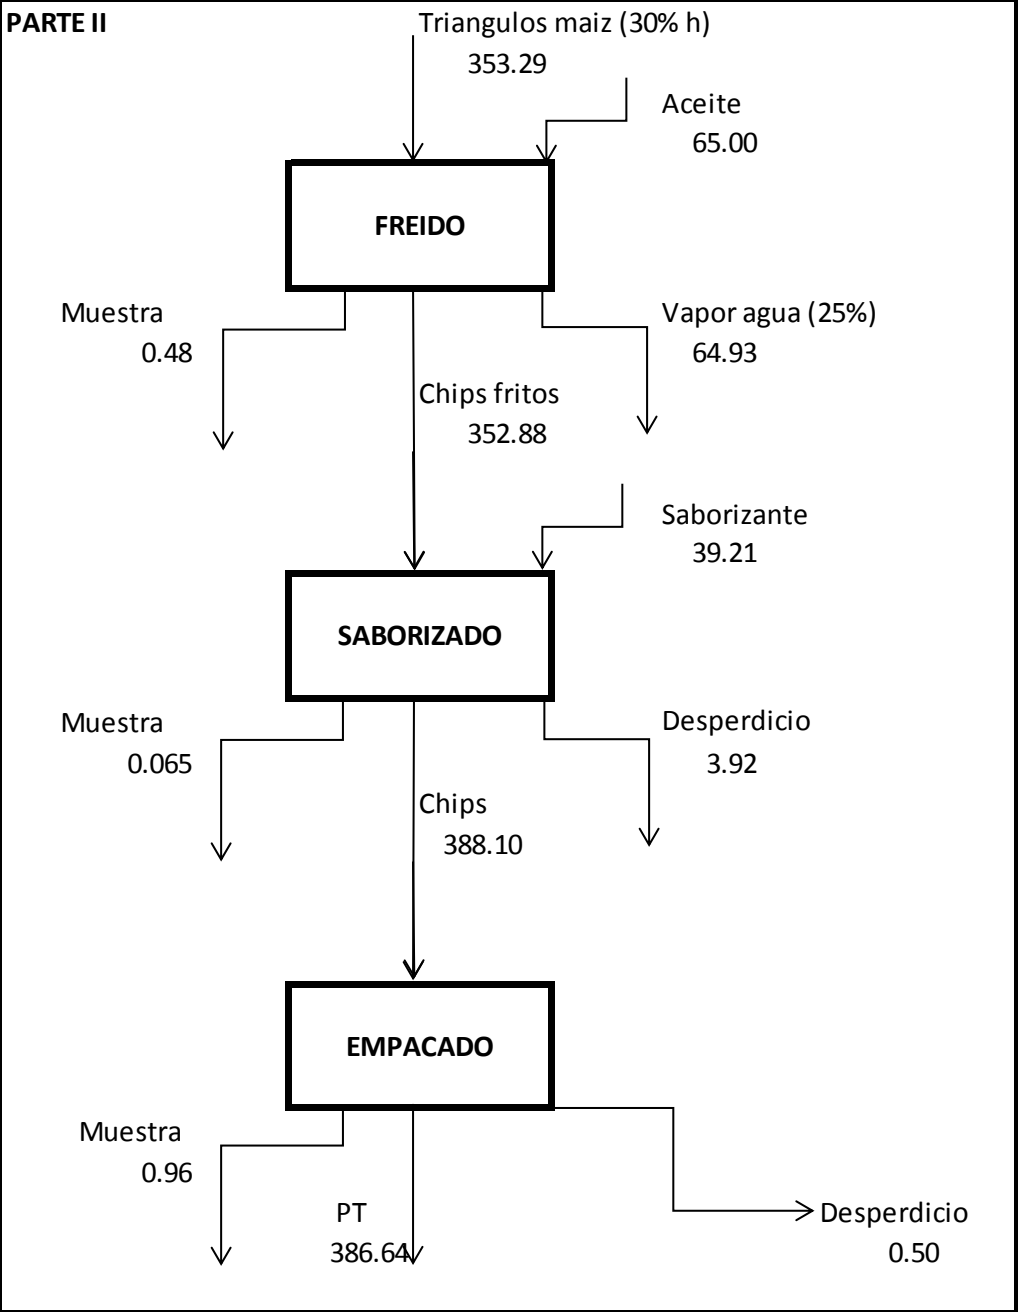 PARTE II
Triangulos maiz (30% h)
353.29
Aceite
65.00
FREIDO
Muestra
0.48
Vapor agua (25%)
64.93
Chips fritos
352.88
Saborizante
39.21
SABORIZADO
Muestra
0.065
Desperdicio
3.92
Chips
388.10
EMPACADO
Muestra
0.96
PT
386.64
Desperdicio
0.50